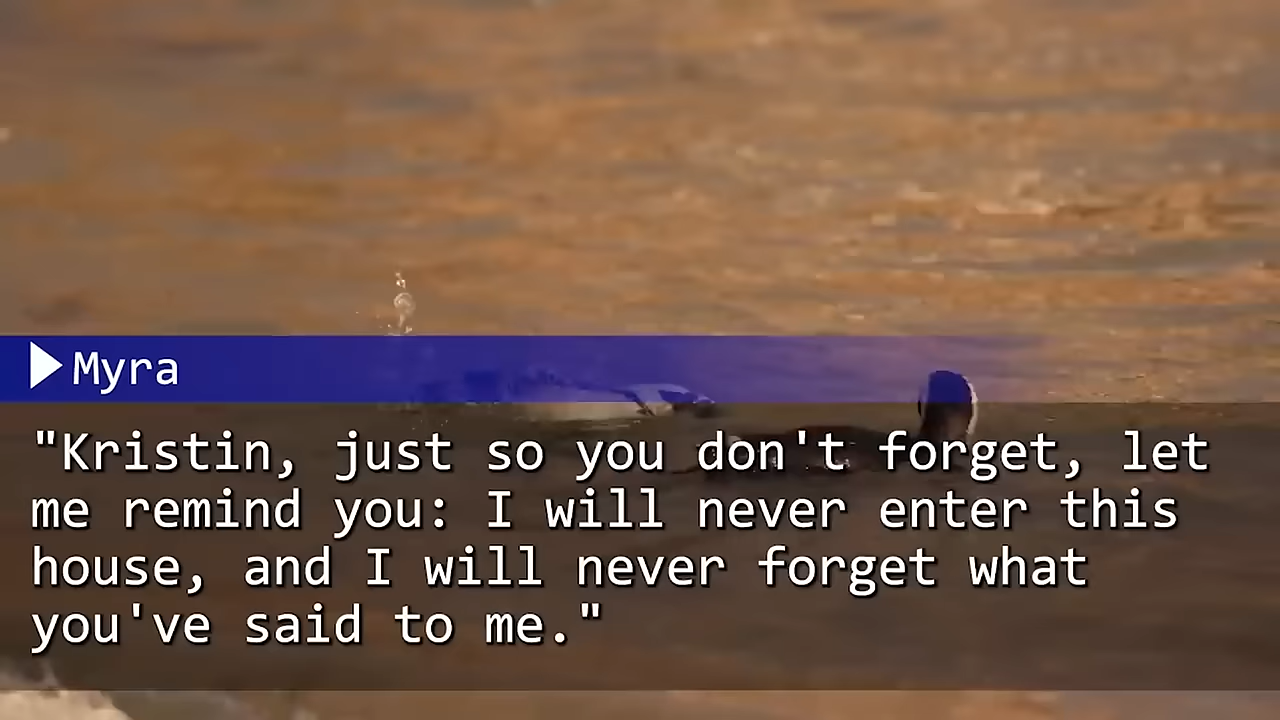 Myra
"Kristin, just so you don't forget, let
me remind you: I will never enter this
house, and I will never forget what
you've said to me."